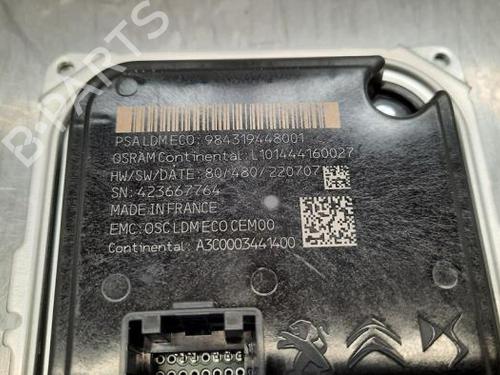 B-PARTS
PSA LDM ECO: 984319448001
OSRAM Continental: L101444160027
HW/SW/DATE: 80/480/220707
SN: 423667764
MADE IN FRANCE
EMC: OSC LDM ECO CEM00
Continental: A3C0003441400
DS